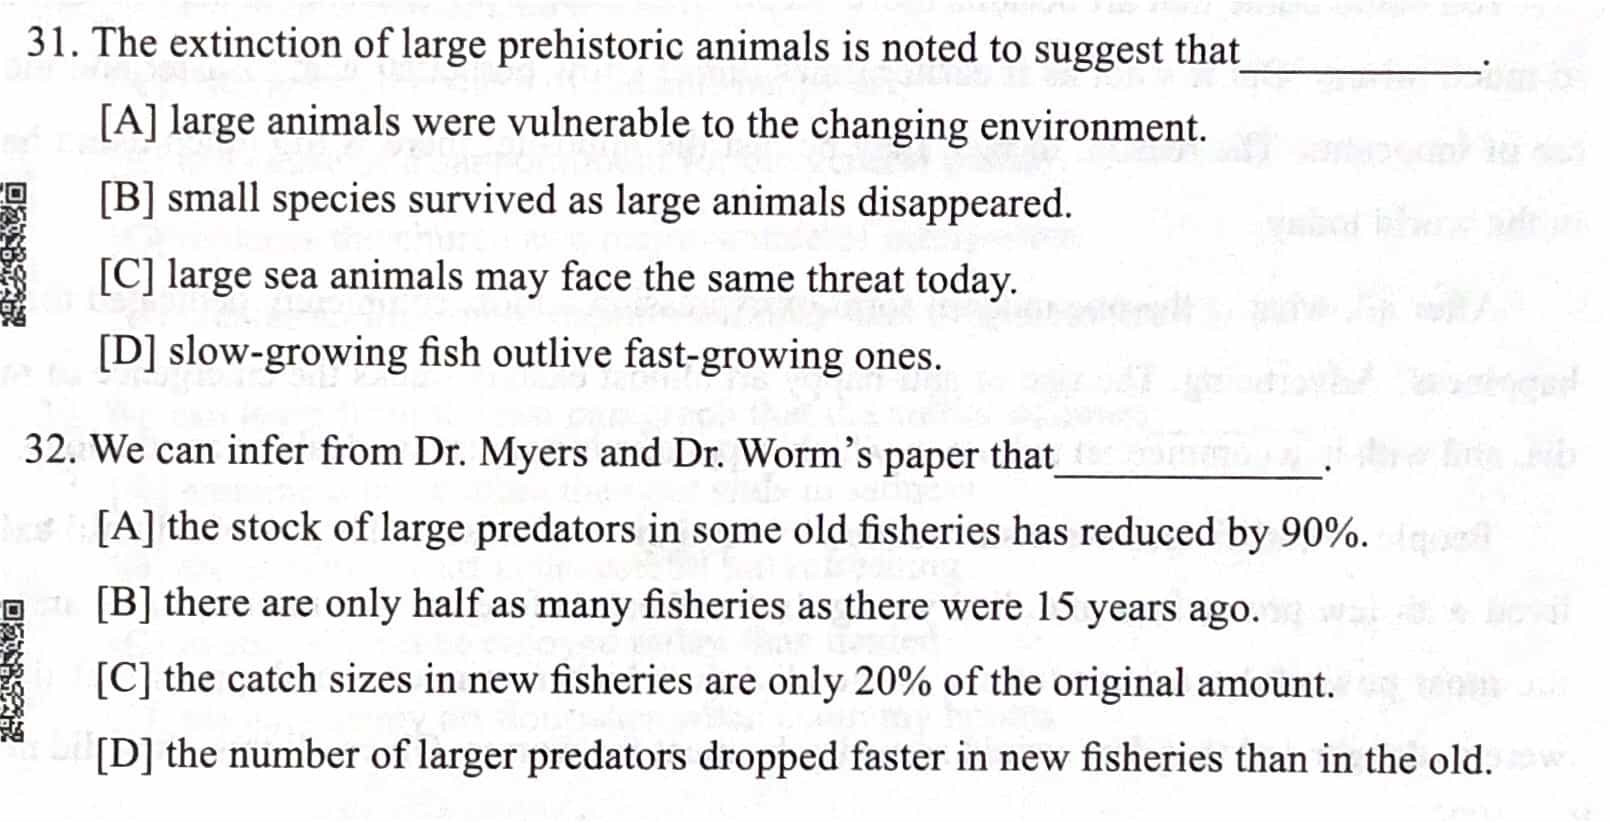 31. The extinction of large prehistoric animals is noted to suggest that ____________.
[A] large animals were vulnerable to the changing environment.
[B] small species survived as large animals disappeared.
[C] large sea animals may face the same threat today.
[D] slow-growing fish outlive fast-growing ones.
32. We can infer from Dr. Myers and Dr. Worm's paper that ____________.
[A] the stock of large predators in some old fisheries has reduced by 90%.
[B] there are only half as many fisheries as there were 15 years ago.
[C] the catch sizes in new fisheries are only 20% of the original amount.
[D] the number of larger predators dropped faster in new fisheries than in the old.